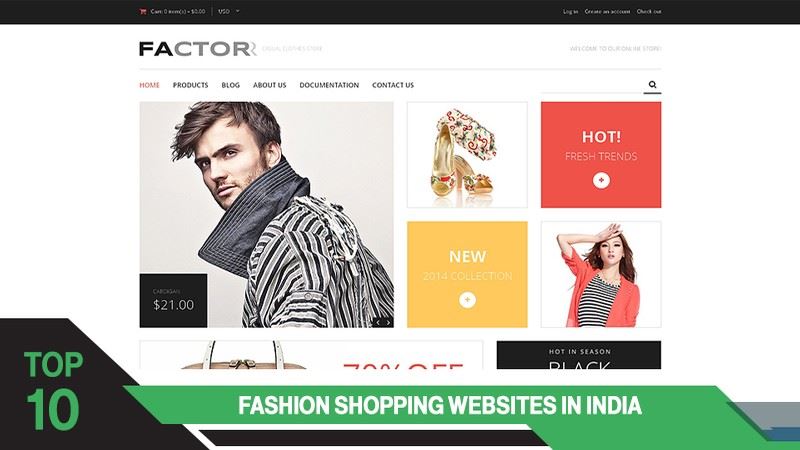 Cart: 0 item(s) - $0.00
USD
Log in
Create an account
Check out
FACTORR
CASUAL CLOTHES STORE
WELCOME TO OUR ONLINE STORE!
HOME
PRODUCTS
BLOG
ABOUT US
DOCUMENTATION
CONTACT US
HOT!
FRESH TRENDS
NEW
2014 COLLECTION
CARDIGAN
$21.00
70% OFF
HOT IN SEASON
BLACK
TOP
10
FASHION SHOPPING WEBSITES IN INDIA